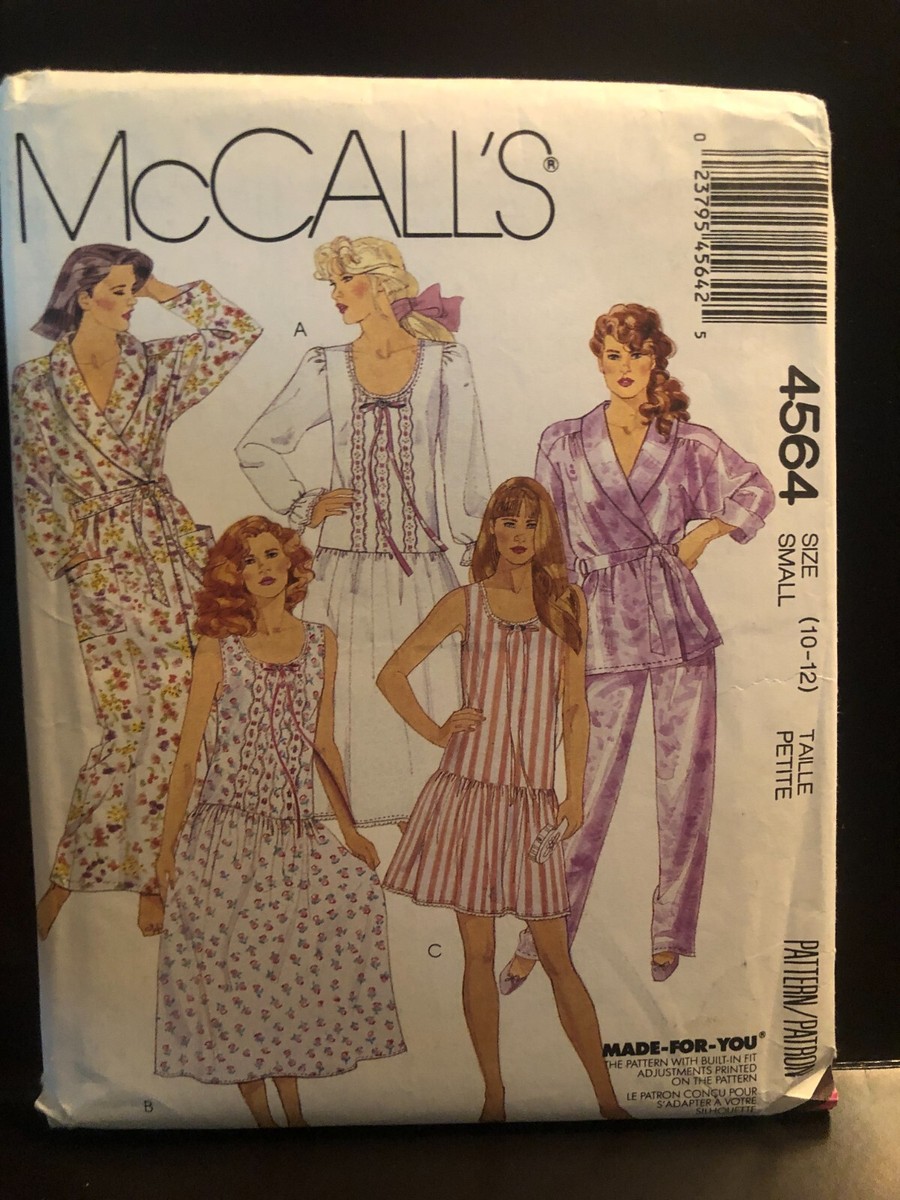 McCALL'S®
0 23795 45642 5
4564
SIZE SMALL (10-12)
TAILLE PETITE
PATTERN/PATRON
A
B
C
MADE-FOR-YOU®
THE PATTERN WITH BUILT-IN FIT
ADJUSTMENTS PRINTED
ON THE PATTERN
LE PATRON CONÇU POUR
S'ADAPTER À VOTRE
SILHOUETTE